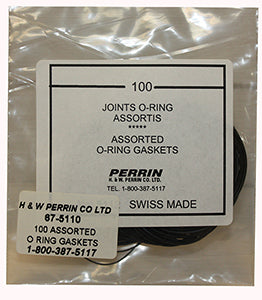 100
JOINTS O-RING
ASSORTIS
*****
ASSORTED
O-RING GASKETS
PERRIN
H. & W. PERRIN CO. LTD.
TEL. 1-800-387-5117
SWISS MADE
H & W PERRIN CO LTD
67-5110
100 ASSORTED
O RING GASKETS
1-800-387-5117